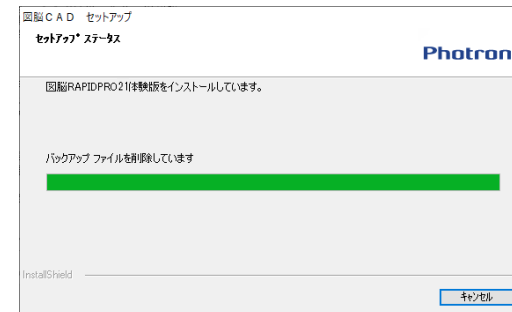 図脳CAD セットアップ
セットアップ ステータス
Photron
図脳RAPIDPRO21体験版をインストールしています。
バックアップ ファイルを削除しています
InstallShield
キャンセル